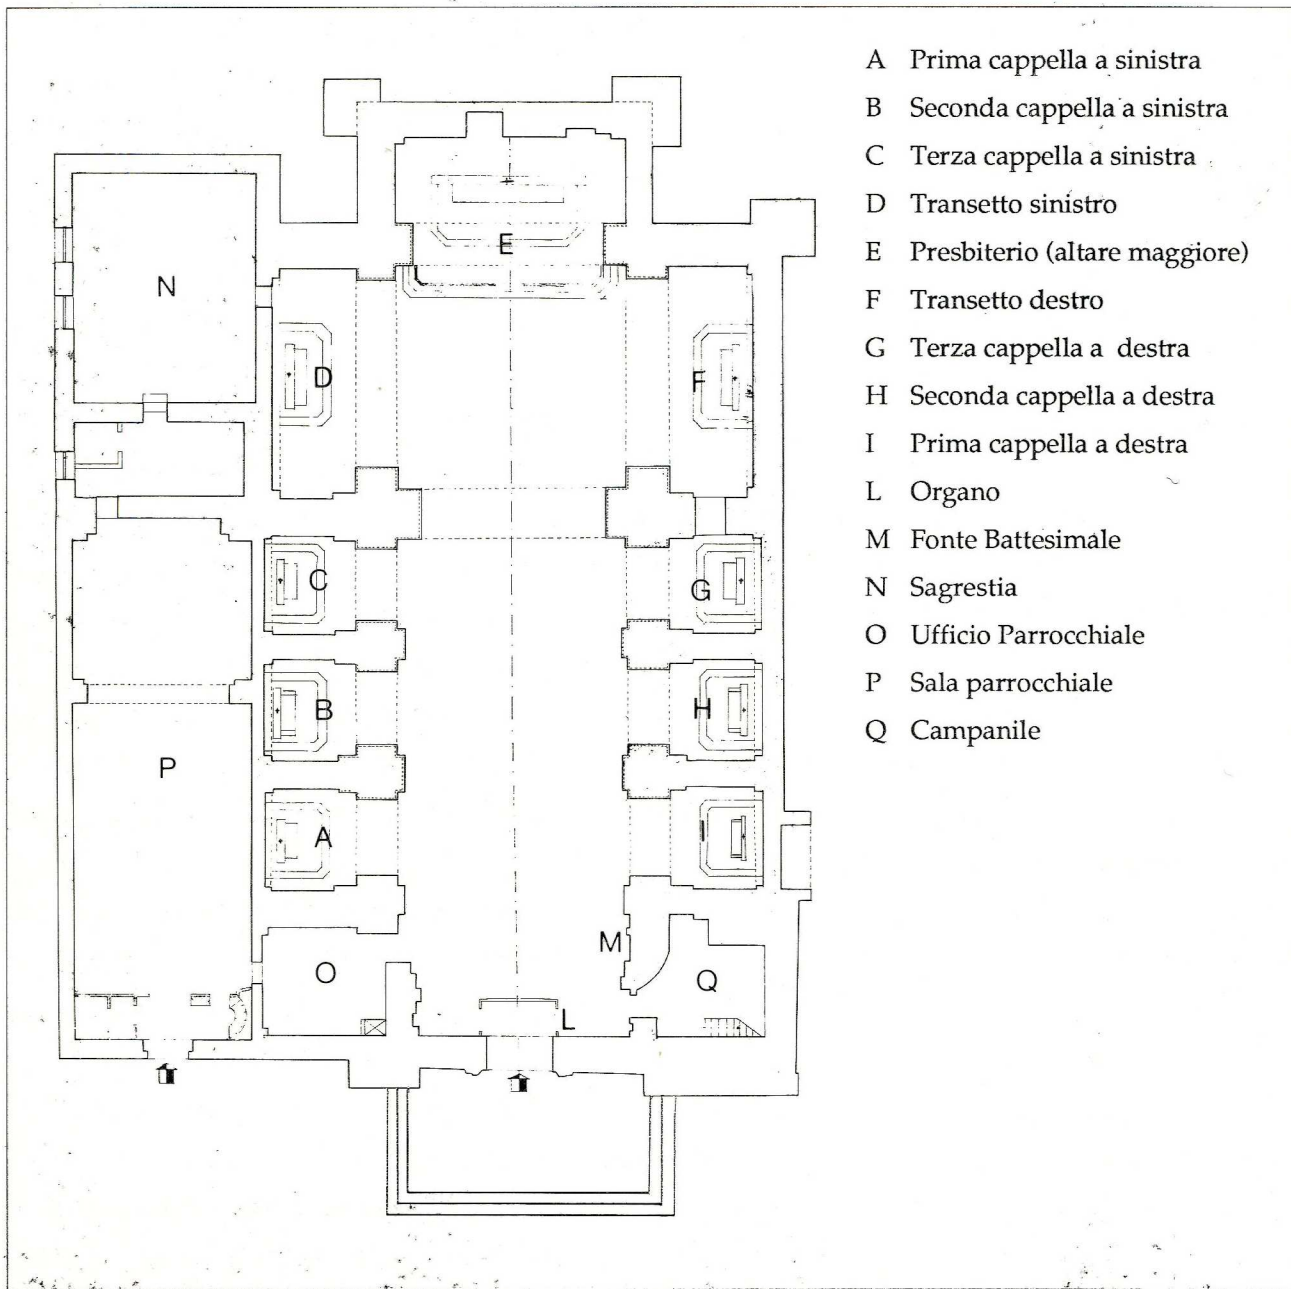 A Prima cappella a sinistra
B Seconda cappella a sinistra
C Terza cappella a sinistra
D Transetto sinistro
E Presbiterio (altare maggiore)
F Transetto destro
G Terza cappella a destra
H Seconda cappella a destra
I Prima cappella a destra
L Organo
M Fonte Battesimale
N Sagrestia
O Ufficio Parrocchiale
P Sala parrocchiale
Q Campanile
E
N
D
F
C
G
B
H
P
A
I
M
O
Q
L